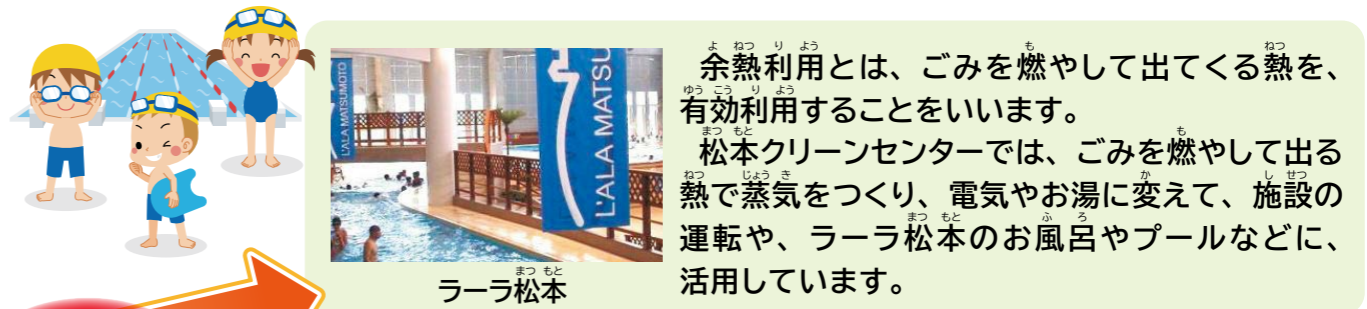 L'ALA MATSUMOTO
L'ALA MATSU
ラーラ松本
余熱利用とは、ごみを燃やして出てくる熱を、
有効利用することをいいます。
松本クリーンセンターでは、ごみを燃やして出る
熱で蒸気をつくり、電気やお湯に変えて、施設の
運転や、ラーラ松本のお風呂やプールなどに、
活用しています。